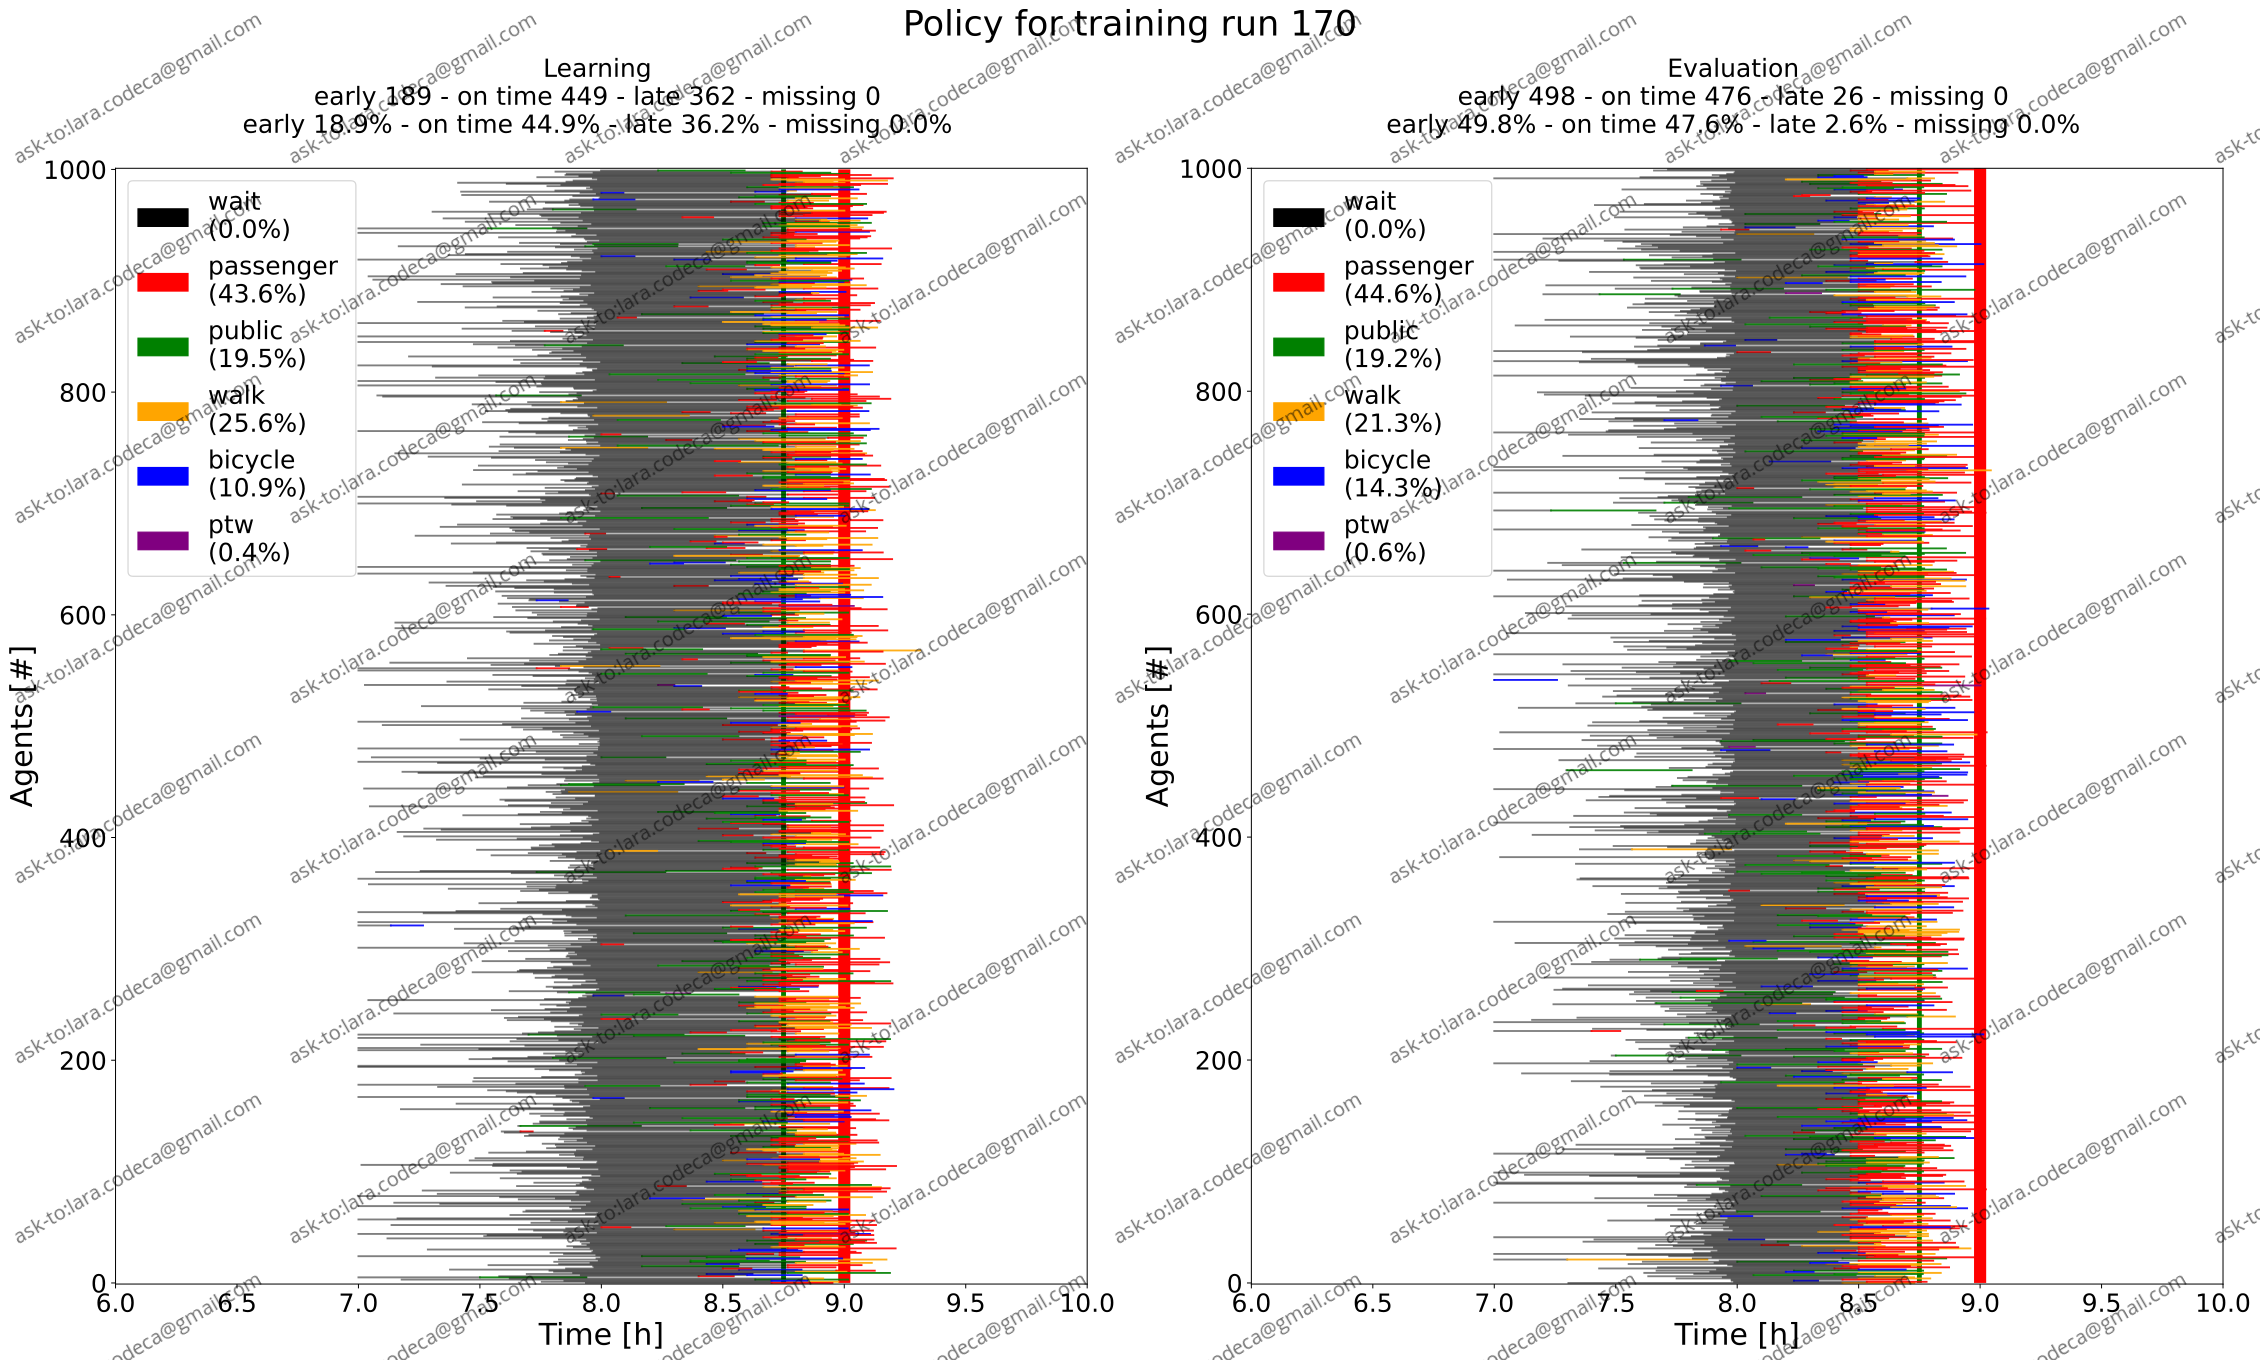 Policy for training run 170
Learning
early 189 - on time 449 - late 362 - missing 0
early 18.9% - on time 44.9% - late 36.2% - missing 0.0%
1000
800
600
400
200
0
Agents [#]
wait
(0.0%)
passenger
(43.6%)
public
(19.5%)
walk
(25.6%)
bicycle
(10.9%)
ptw
(0.4%)
6.0 6.5 7.0 7.5 8.0 8.5 9.0 9.5 10.0
Time [h]
Evaluation
early 498 - on time 476 - late 26 - missing 0
early 49.8% - on time 47.6% - late 2.6% - missing 0.0%
1000
800
600
400
200
0
Agents [#]
wait
(0.0%)
passenger
(44.6%)
public
(19.2%)
walk
(21.3%)
bicycle
(14.3%)
ptw
(0.6%)
6.0 6.5 7.0 7.5 8.0 8.5 9.0 9.5 10.0
Time [h]
ask-to:lara.codeca@gmail.com